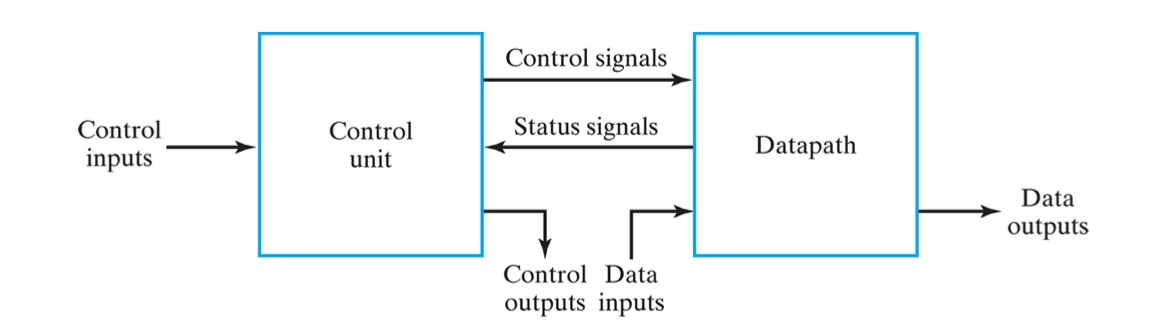 Control signals
Control
inputs
Control
unit
Status signals
Datapath
Data
outputs
Control
outputs
Data
inputs